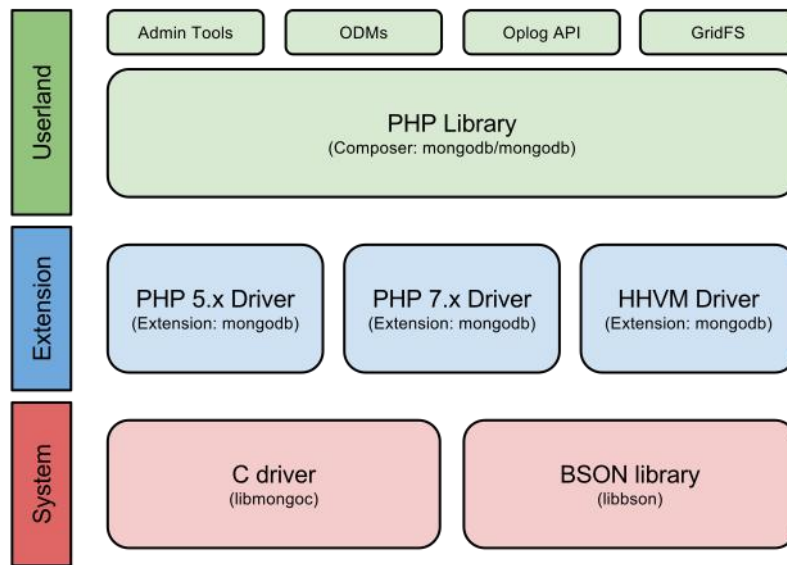 Admin Tools
ODMs
Oplog API
GridFS
Userland
PHP Library
(Composer: mongodb/mongodb)
Extension
PHP 5.x Driver
(Extension: mongodb)
PHP 7.x Driver
(Extension: mongodb)
HHVM Driver
(Extension: mongodb)
System
C driver
(libmongoc)
BSON library
(libbson)